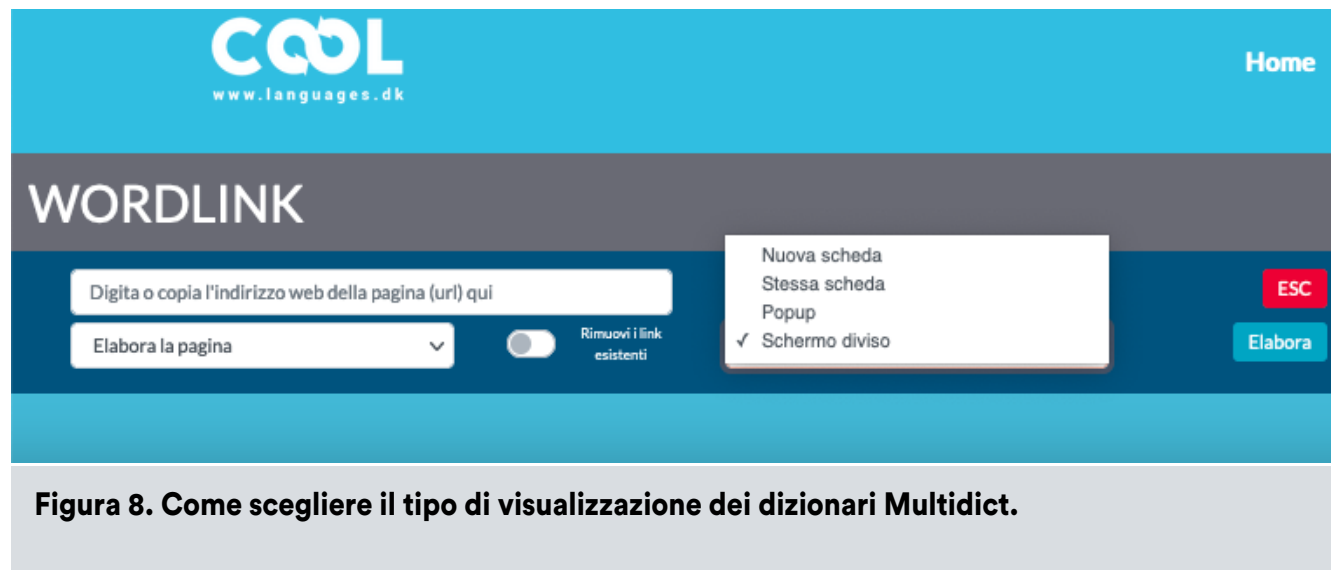 COOL
www.languages.dk
Home
WORDLINK
Digita o copia l'indirizzo web della pagina (url) qui
Elabora la pagina
Rimuovi i link
esistenti
Nuova scheda
Stessa scheda
Popup
✓ Schermo diviso
ESC
Elabora
Figura 8. Come scegliere il tipo di visualizzazione dei dizionari Multidict.